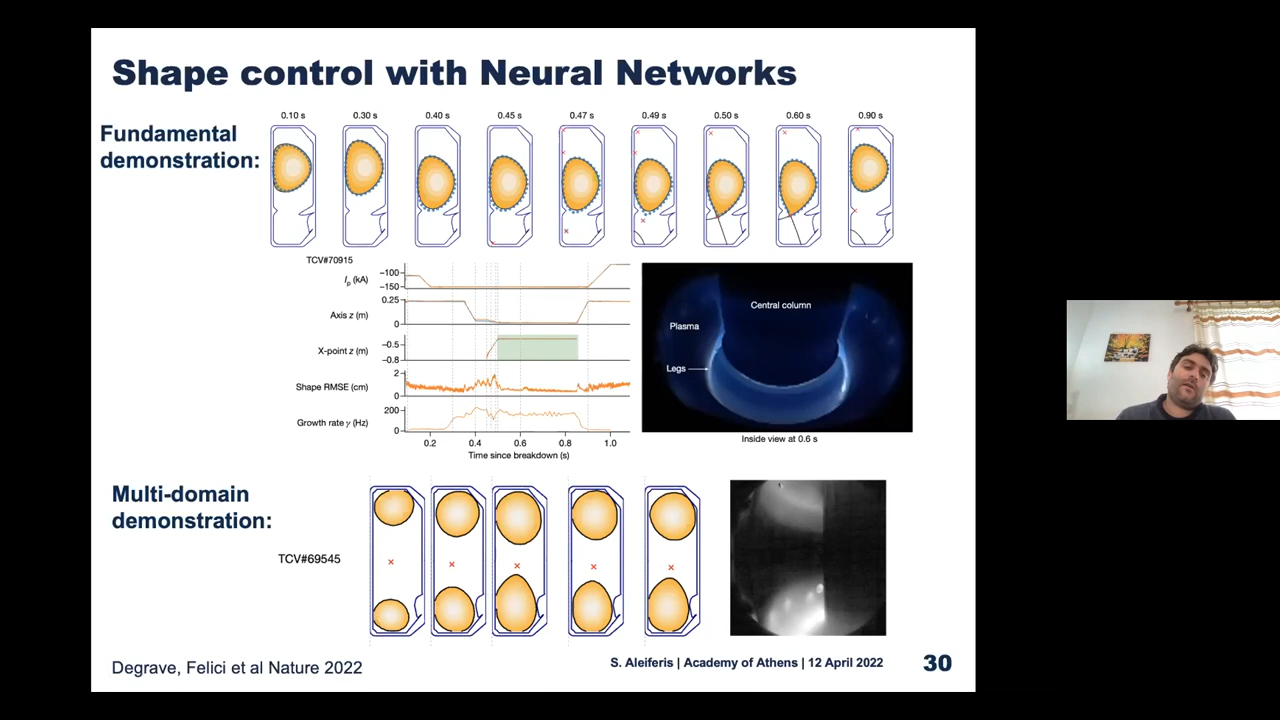 Shape control with Neural Networks
Fundamental
demonstration:
0.10 s 0.30 s 0.40 s 0.45 s 0.47 s 0.49 s 0.50 s 0.60 s 0.90 s
TCV#70915
Ip (kA)
−100
−150
Axis z (m)
0.25
0
X-point z (m)
−0.5
−0.8
Shape RMSE (cm)
2
0
Growth rate γ (Hz)
200
0
0.2 0.4 0.6 0.8 1.0
Time since breakdown (s)
Central column
Plasma
Legs
Inside view at 0.6 s
Multi-domain
demonstration:
TCV#69545
Degrave, Felici et al Nature 2022
S. Aleiferis | Academy of Athens | 12 April 2022
30